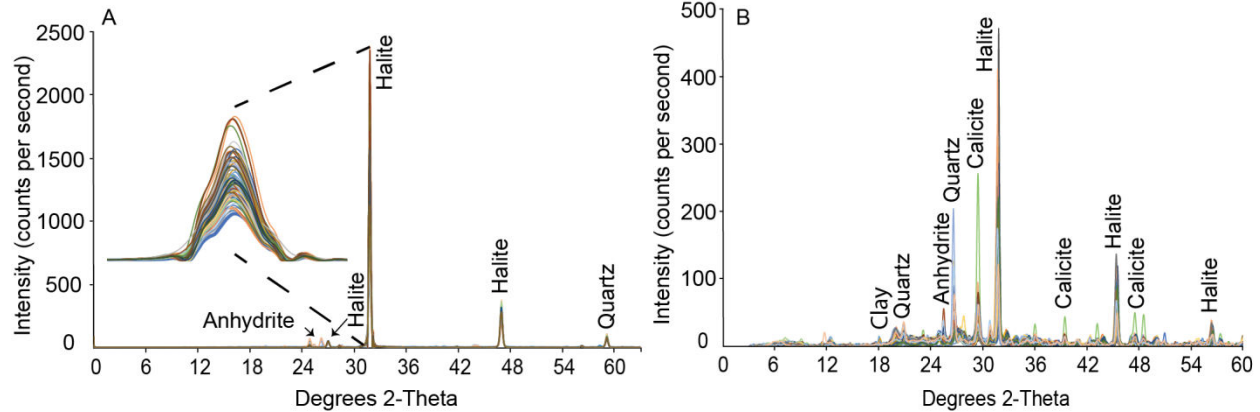 A
Intensity (counts per second)
2500
2000
1500
1000
500
0
Halite
Anhydrite
Halite
Halite
Quartz
0 6 12 18 24 30 36 42 48 54 60
Degrees 2-Theta
B
Intensity (counts per second)
500
400
300
200
100
0
Clay
Quartz
Anhydrite
Quartz
Calicite
Halite
Calicite
Halite
Calicite
Halite
0 6 12 18 24 30 36 42 48 54 60
Degrees 2-Theta